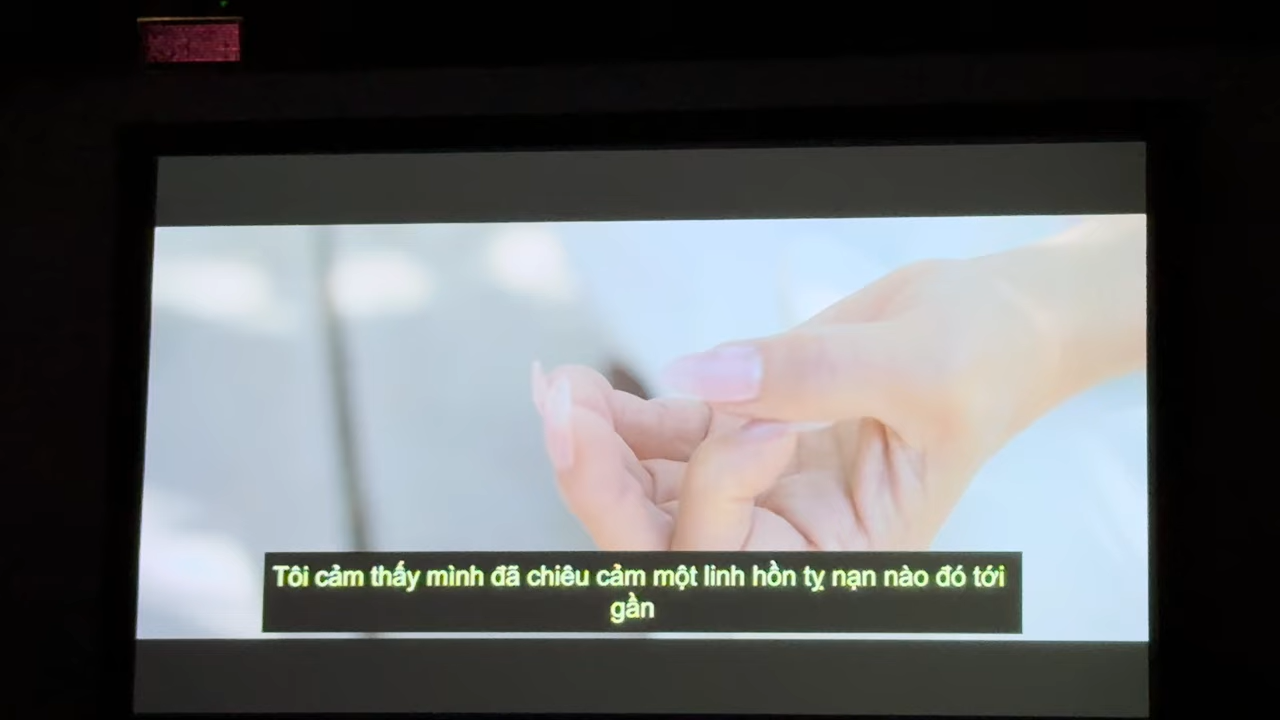 Tôi cảm thấy mình đã chiêu cảm một linh hồn tỵ nạn nào đó tới
gần